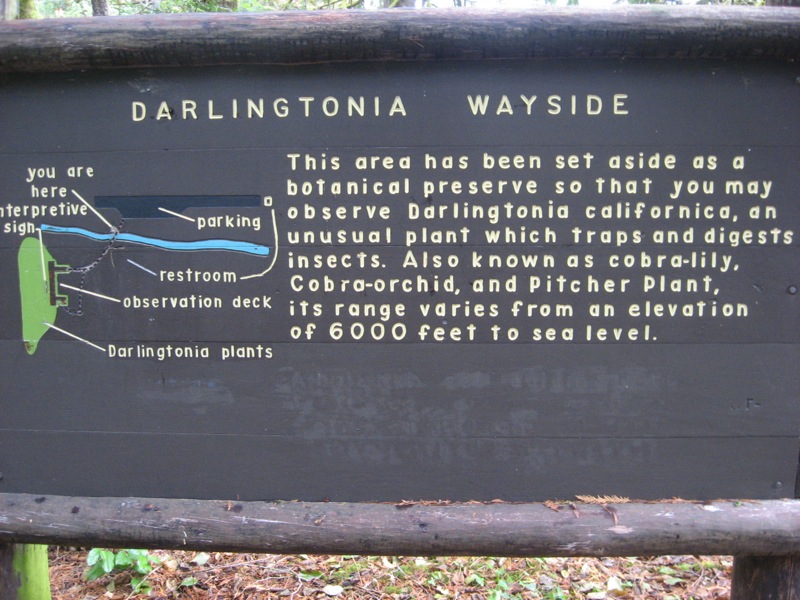 DARLINGTONIA WAYSIDE
you are
here
nterpretive
sign
parking
restroom
observation deck
Darlingtonia plants
This area has been set aside as a
botanical preserve so that you may
observe Darlingtonia californica, an
unusual plant which traps and digests
insects. Also known as cobra-lily,
Cobra-orchid, and Pitcher Plant,
its range varies from an elevation
of 6000 feet to sea level.